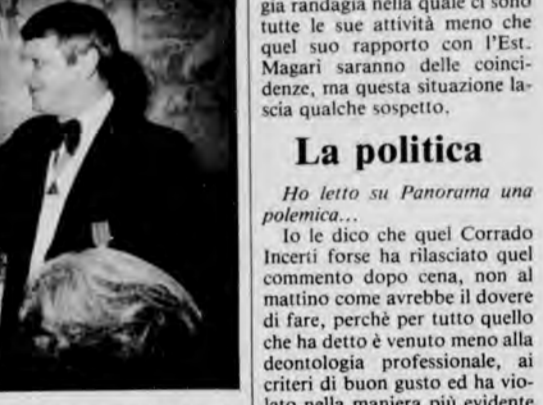 gia randagia nella quale ci sono
tutte le sue attività meno che
quel suo rapporto con l'Est.
Magari saranno delle coinci-
denze, ma questa situazione la-
scia qualche sospetto.
La politica
Ho letto su Panorama una
polemica...
Io le dico che quel Corrado
Incerti forse ha rilasciato quel
commento dopo cena, non al
mattino come avrebbe il dovere
di fare, perchè per tutto quello
che ha detto è venuto meno alla
deontologia professionale, ai
criteri di buon gusto ed ha vio-
lato nella maniera più evidente